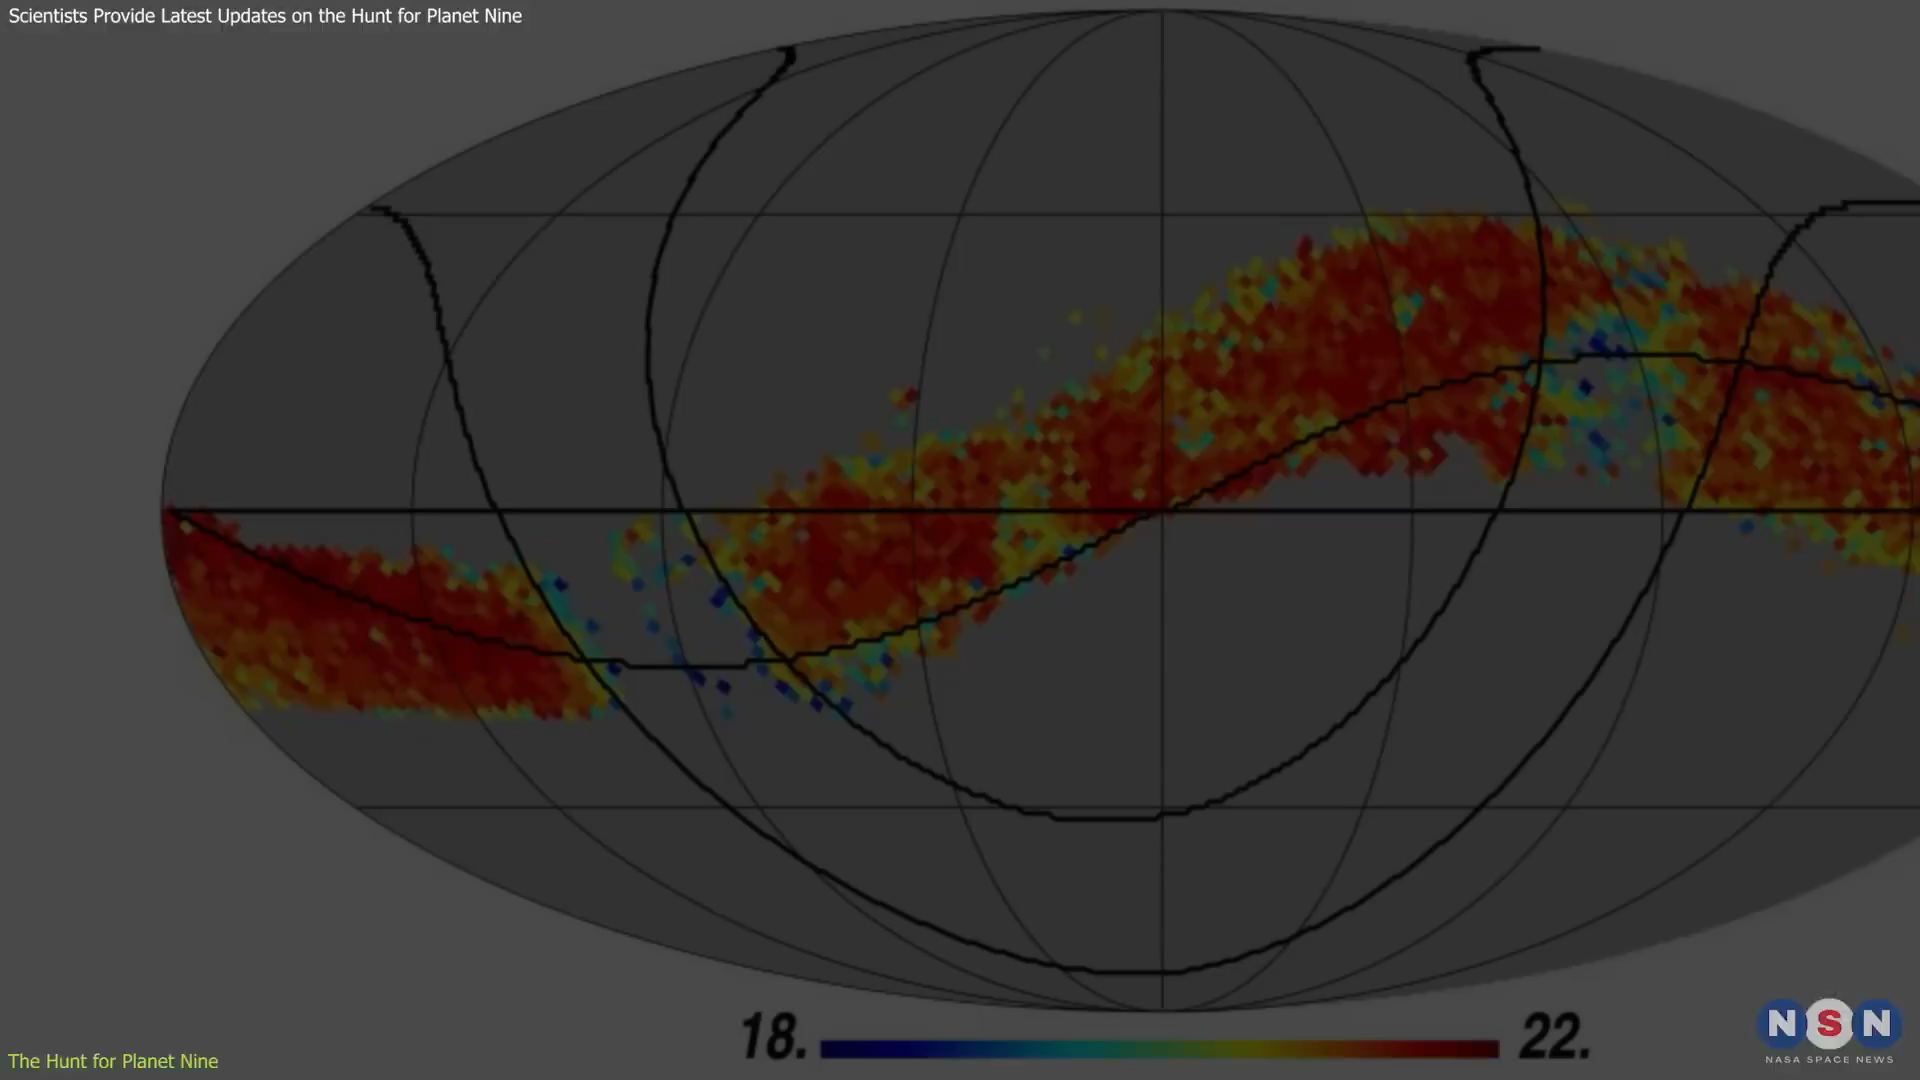 Scientists Provide Latest Updates on the Hunt for Planet Nine
18.
22.
NSN
NASA SPACE NEWS
The Hunt for Planet Nine